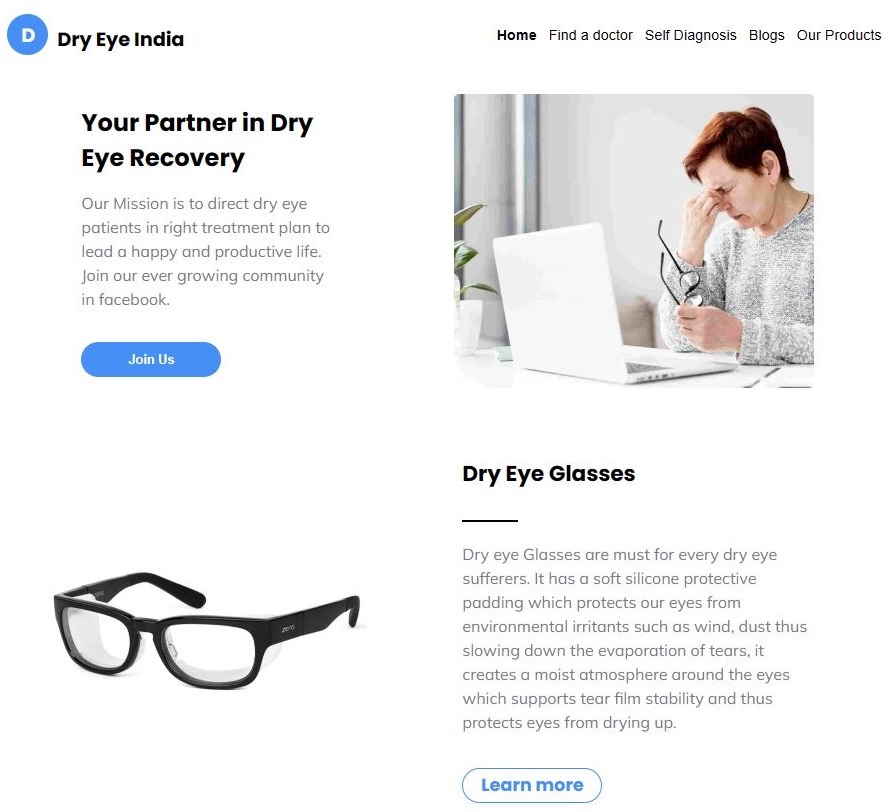 D
Dry Eye India
Home Find a doctor Self Diagnosis Blogs Our Products
Your Partner in Dry
Eye Recovery
Our Mission is to direct dry eye
patients in right treatment plan to
lead a happy and productive life.
Join our ever growing community
in facebook.
Join Us
Dry Eye Glasses
Dry eye Glasses are must for every dry eye
sufferers. It has a soft silicone protective
padding which protects our eyes from
environmental irritants such as wind, dust thus
slowing down the evaporation of tears, it
creates a moist atmosphere around the eyes
which supports tear film stability and thus
protects eyes from drying up.
Learn more